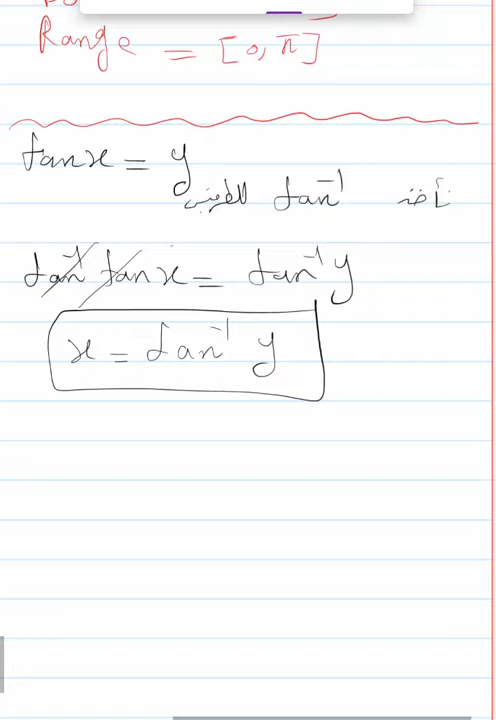 Range = [0, π]
tan x = y
نأخذ tan⁻¹ للطرفين
tan⁻¹ tan x = tan⁻¹ y
x = tan⁻¹ y